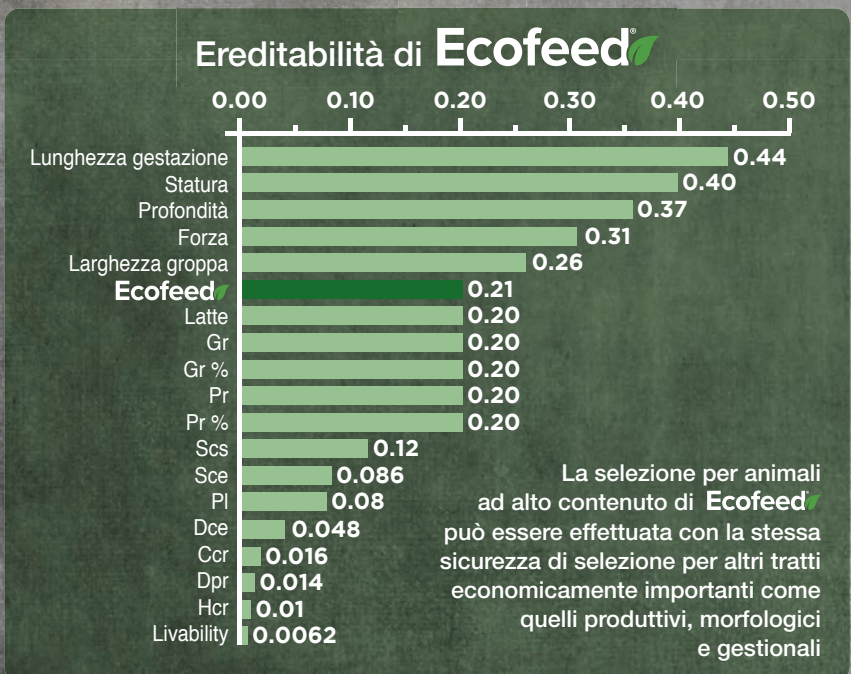 Ereditabilità di Ecofeed®
0.00 0.10 0.20 0.30 0.40 0.50
Lunghezza gestazione 0.44
Statura 0.40
Profondità 0.37
Forza 0.31
Larghezza groppa 0.26
Ecofeed 0.21
Latte 0.20
Gr 0.20
Gr % 0.20
Pr 0.20
Pr % 0.20
Scs 0.12
Sce 0.086
Pl 0.08
Dce 0.048
Ccr 0.016
Dpr 0.014
Hcr 0.01
Livability 0.0062
La selezione per animali
ad alto contenuto di Ecofeed
può essere effettuata con la stessa
sicurezza di selezione per altri tratti
economicamente importanti come
quelli produttivi, morfologici
e gestionali